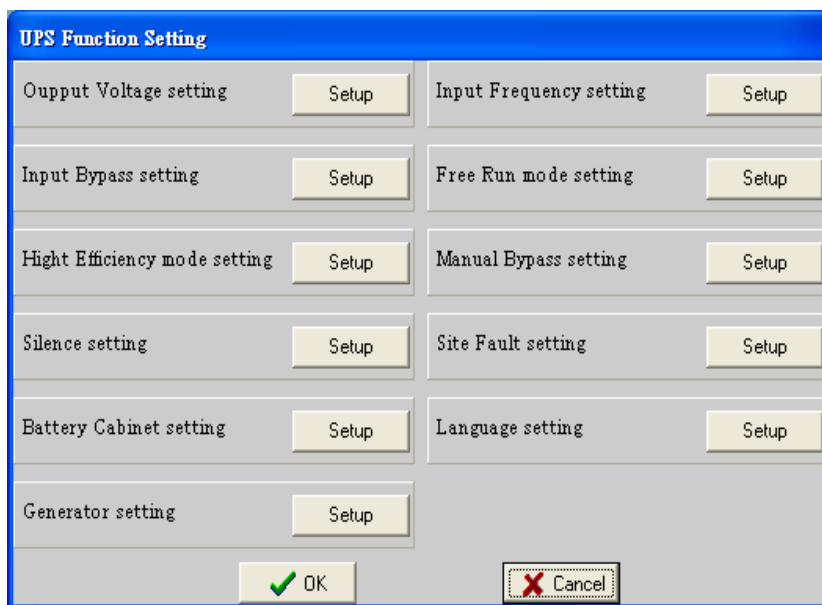 UPS Function Setting
Oupput Voltage setting Setup Input Frequency setting Setup
Input Bypass setting Setup Free Run mode setting Setup
Hight Efficiency mode setting Setup Manual Bypass setting Setup
Silence setting Setup Site Fault setting Setup
Battery Cabinet setting Setup Language setting Setup
Generator setting Setup
OK Cancel